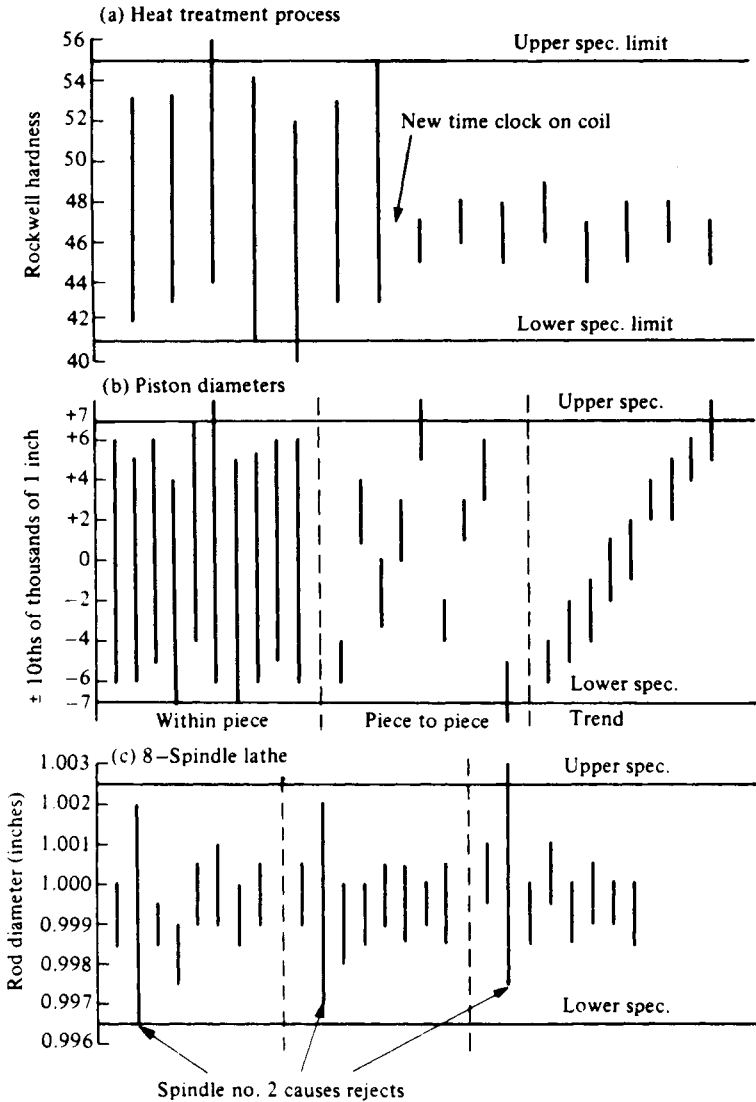 (a) Heat treatment process
Upper spec. limit
New time clock on coil
Lower spec. limit
Rockwell hardness
56
55
54
52
50
48
46
44
42
41
40
(b) Piston diameters
Upper spec.
± 10ths of thousands of 1 inch
+7
+6
+4
+2
0
−2
−4
−6
−7
Lower spec.
Within piece
Piece to piece
Trend
(c) 8–Spindle lathe
Upper spec.
Rod diameter (inches)
1.003
1.002
1.001
1.000
0.999
0.998
0.997
0.996
Lower spec.
Spindle no. 2 causes rejects